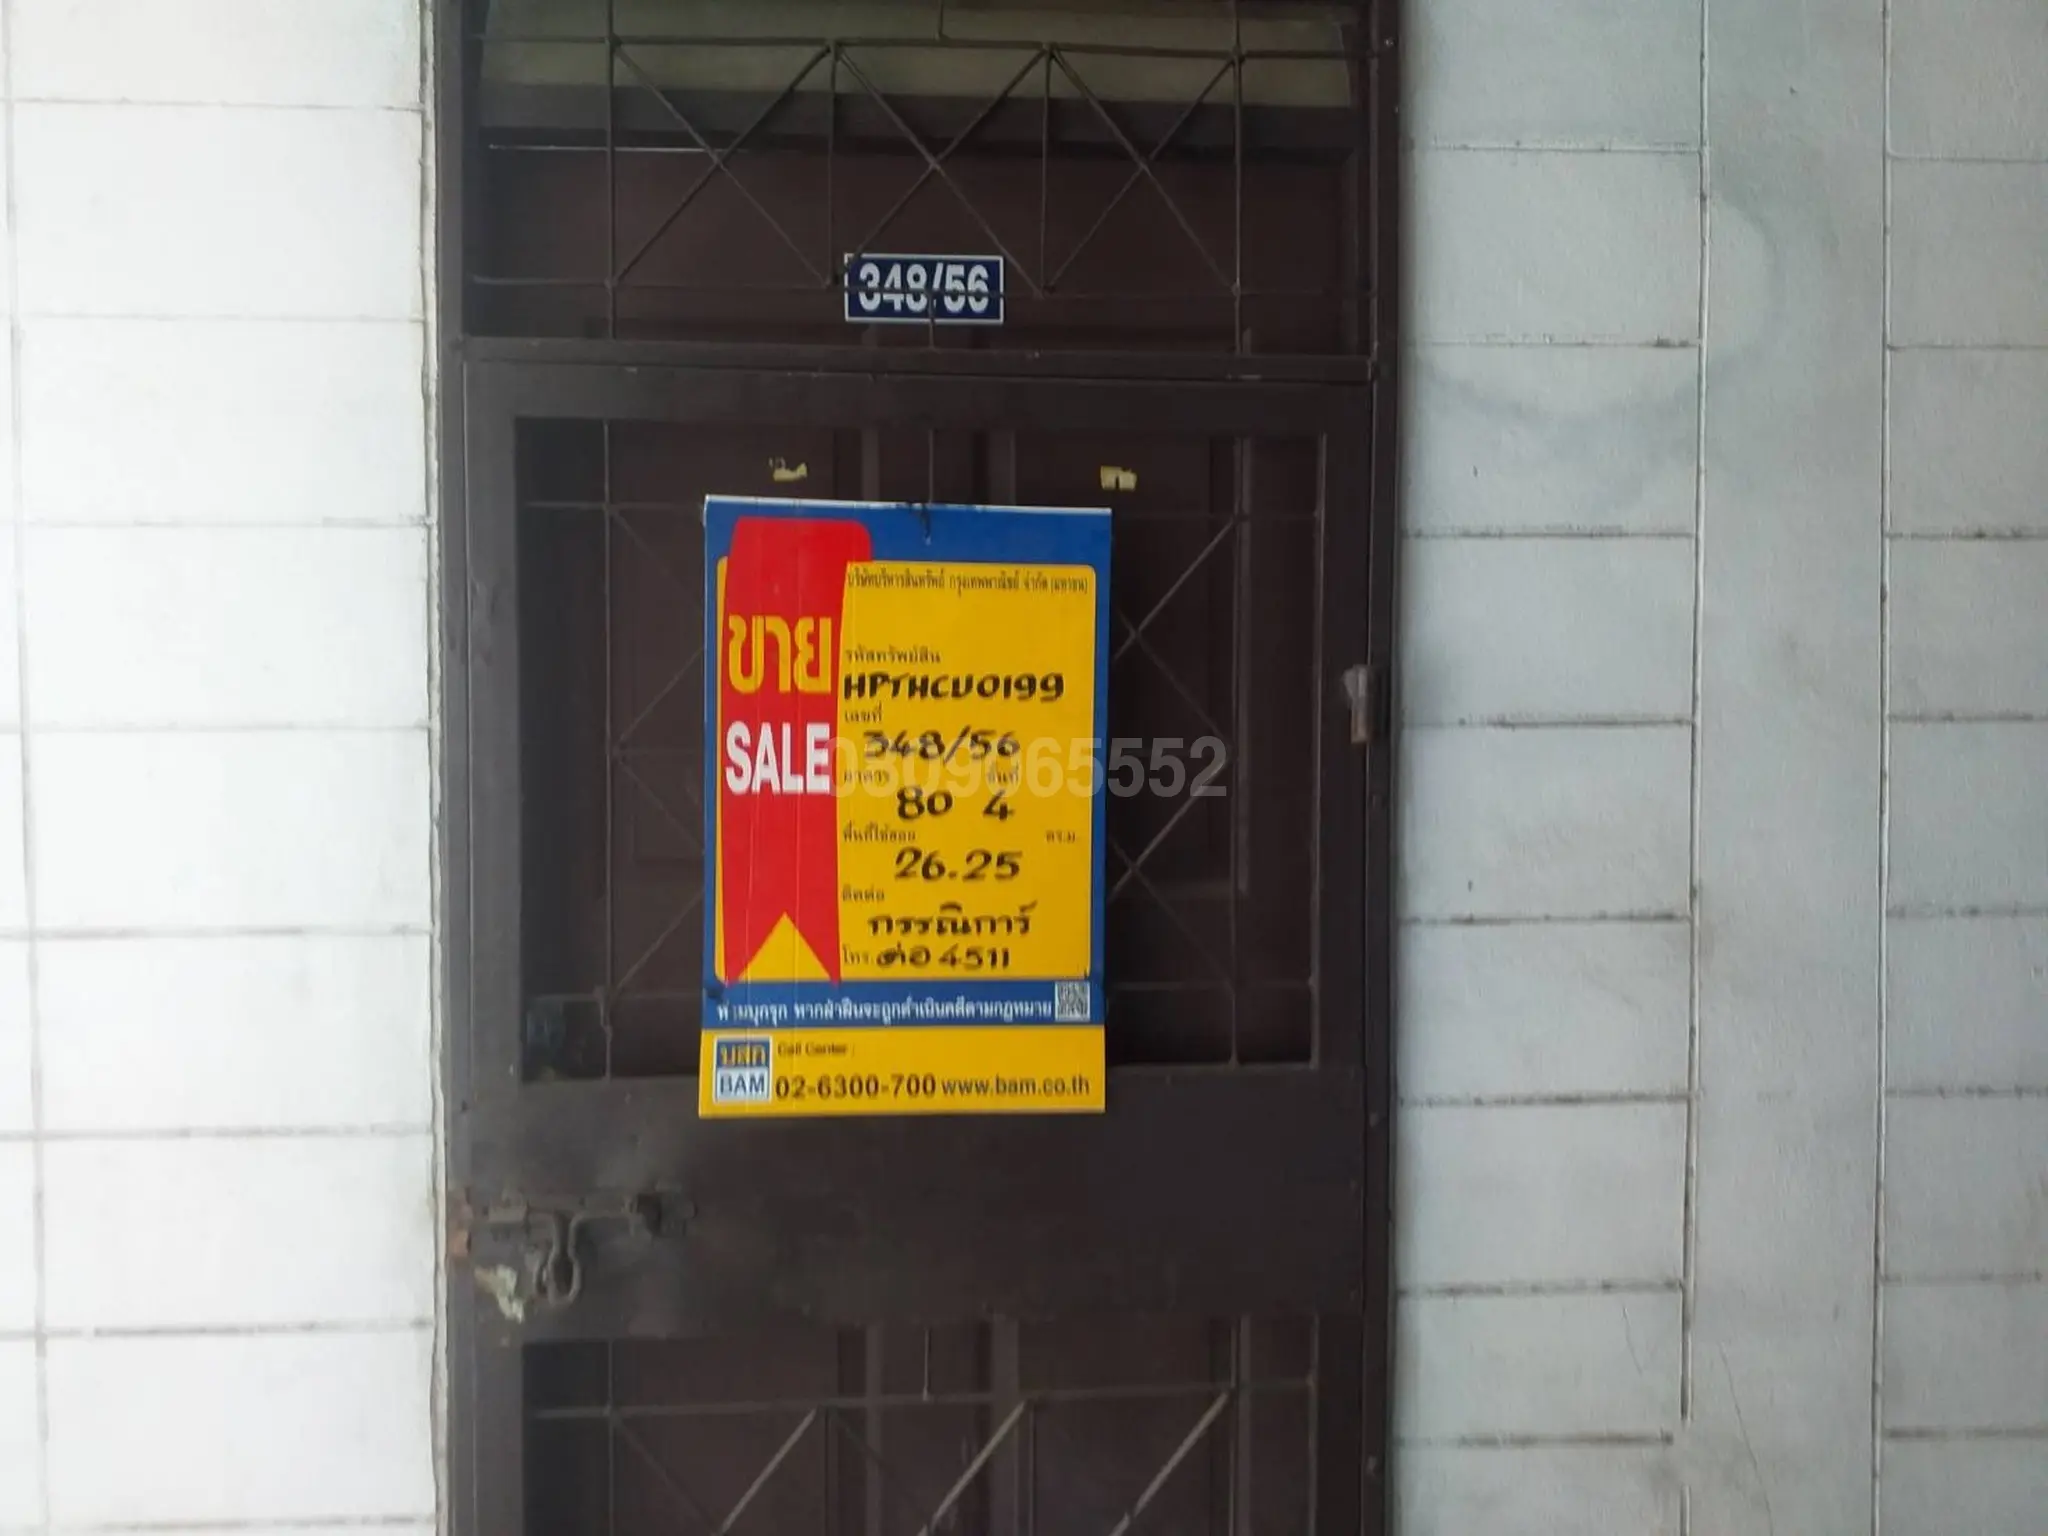 348/56
บริษัทบริหารสินทรัพย์ กรุงเทพพาณิชย์ จำกัด (มหาชน)
ขาย
SALE
รหัสทรัพย์สิน
HPTHCU0199
เลขที่
348/56
อาคาร ชั้นที่
80 4
พื้นที่ใช้สอย ตร.ม.
26.25
ติดต่อ
กรรณิการ์
โทร. ต่อ 4511
ห้ามบุกรุก หากฝ่าฝืนจะถูกดำเนินคดีตามกฎหมาย
บสก
BAM
Call Center :
02-6300-700 www.bam.co.th
0809065552